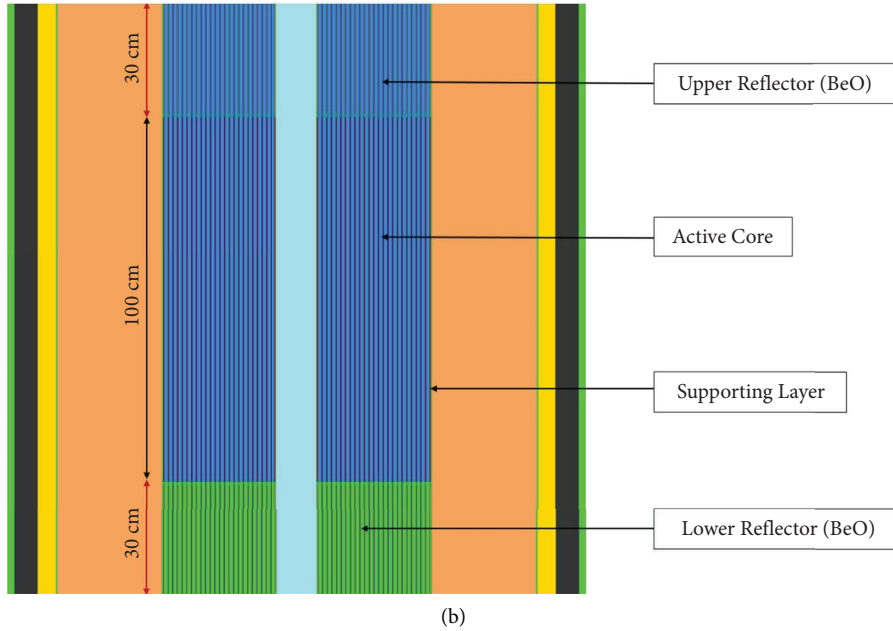 30 cm
Upper Reflector (BeO)
100 cm
Active Core
Supporting Layer
30 cm
Lower Reflector (BeO)
(b)